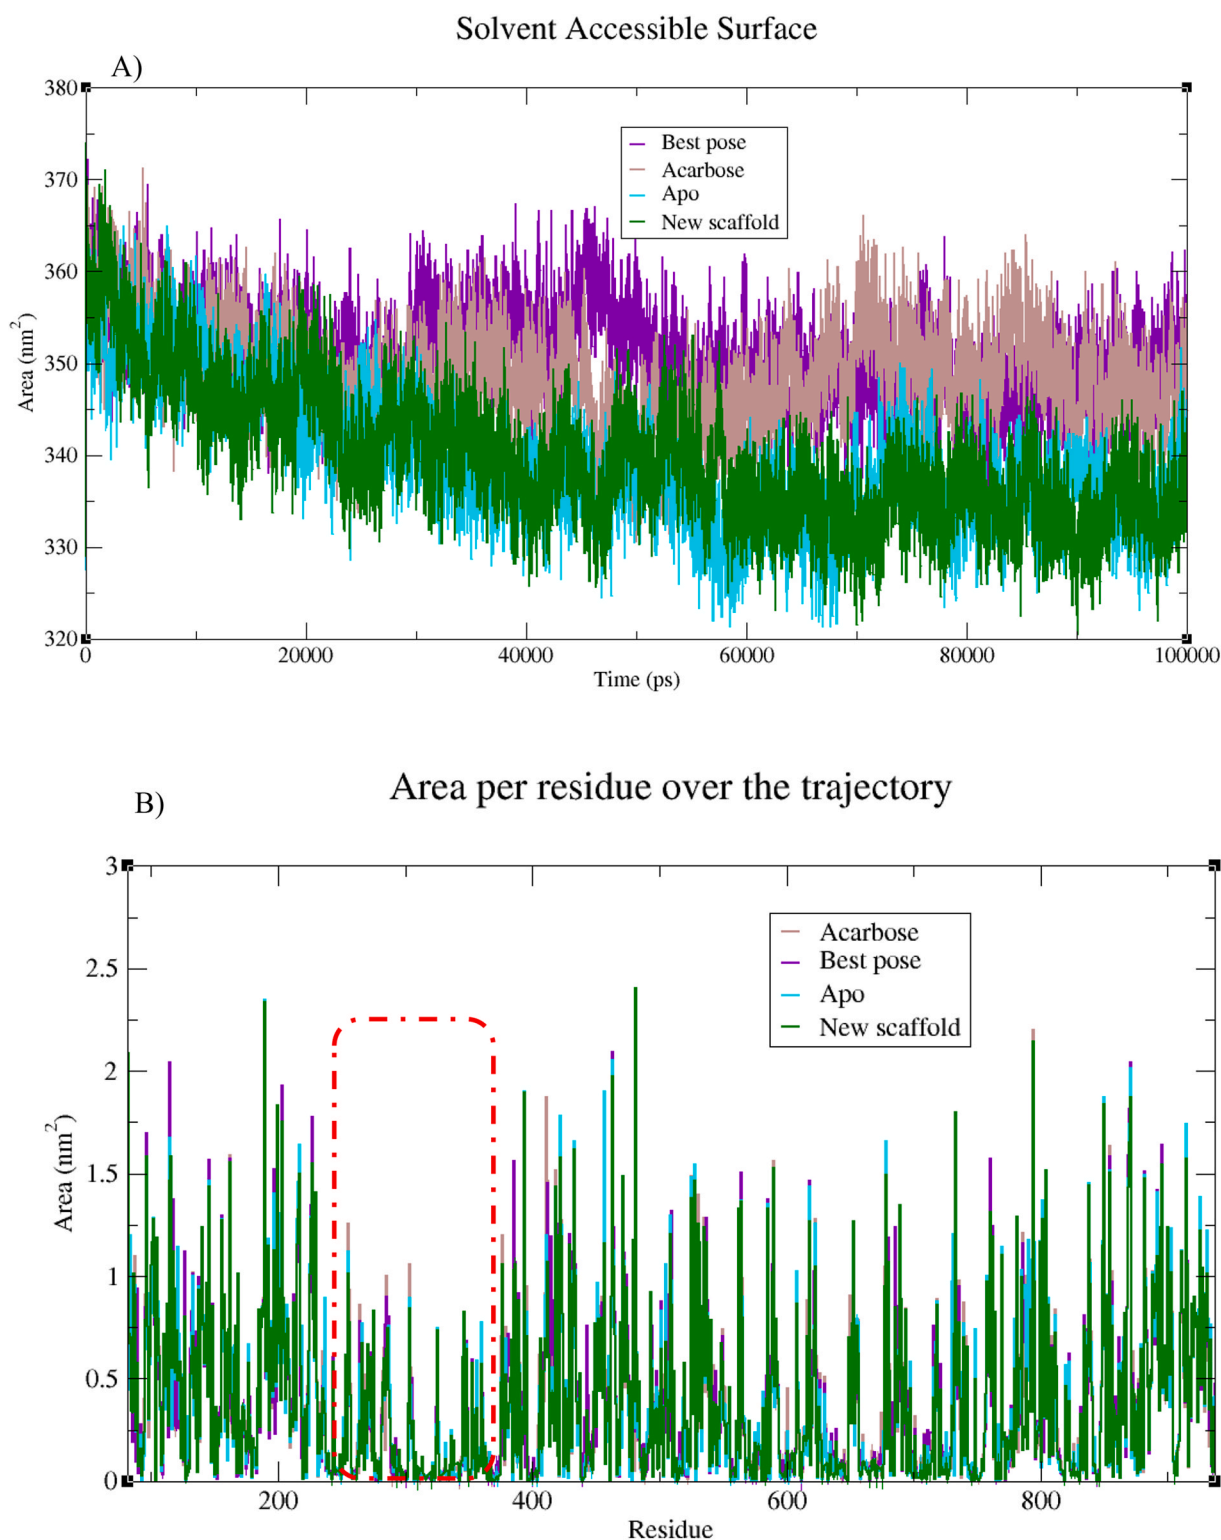 Solvent Accessible Surface
A)
380
370
360
350
340
330
320
Area (nm²)
Best pose
Acarbose
Apo
New scaffold
0 20000 40000 60000 80000 100000
Time (ps)
Area per residue over the trajectory
B)
3
2.5
2
1.5
1
0.5
0
Area (nm²)
Acarbose
Best pose
Apo
New scaffold
200 400 600 800
Residue